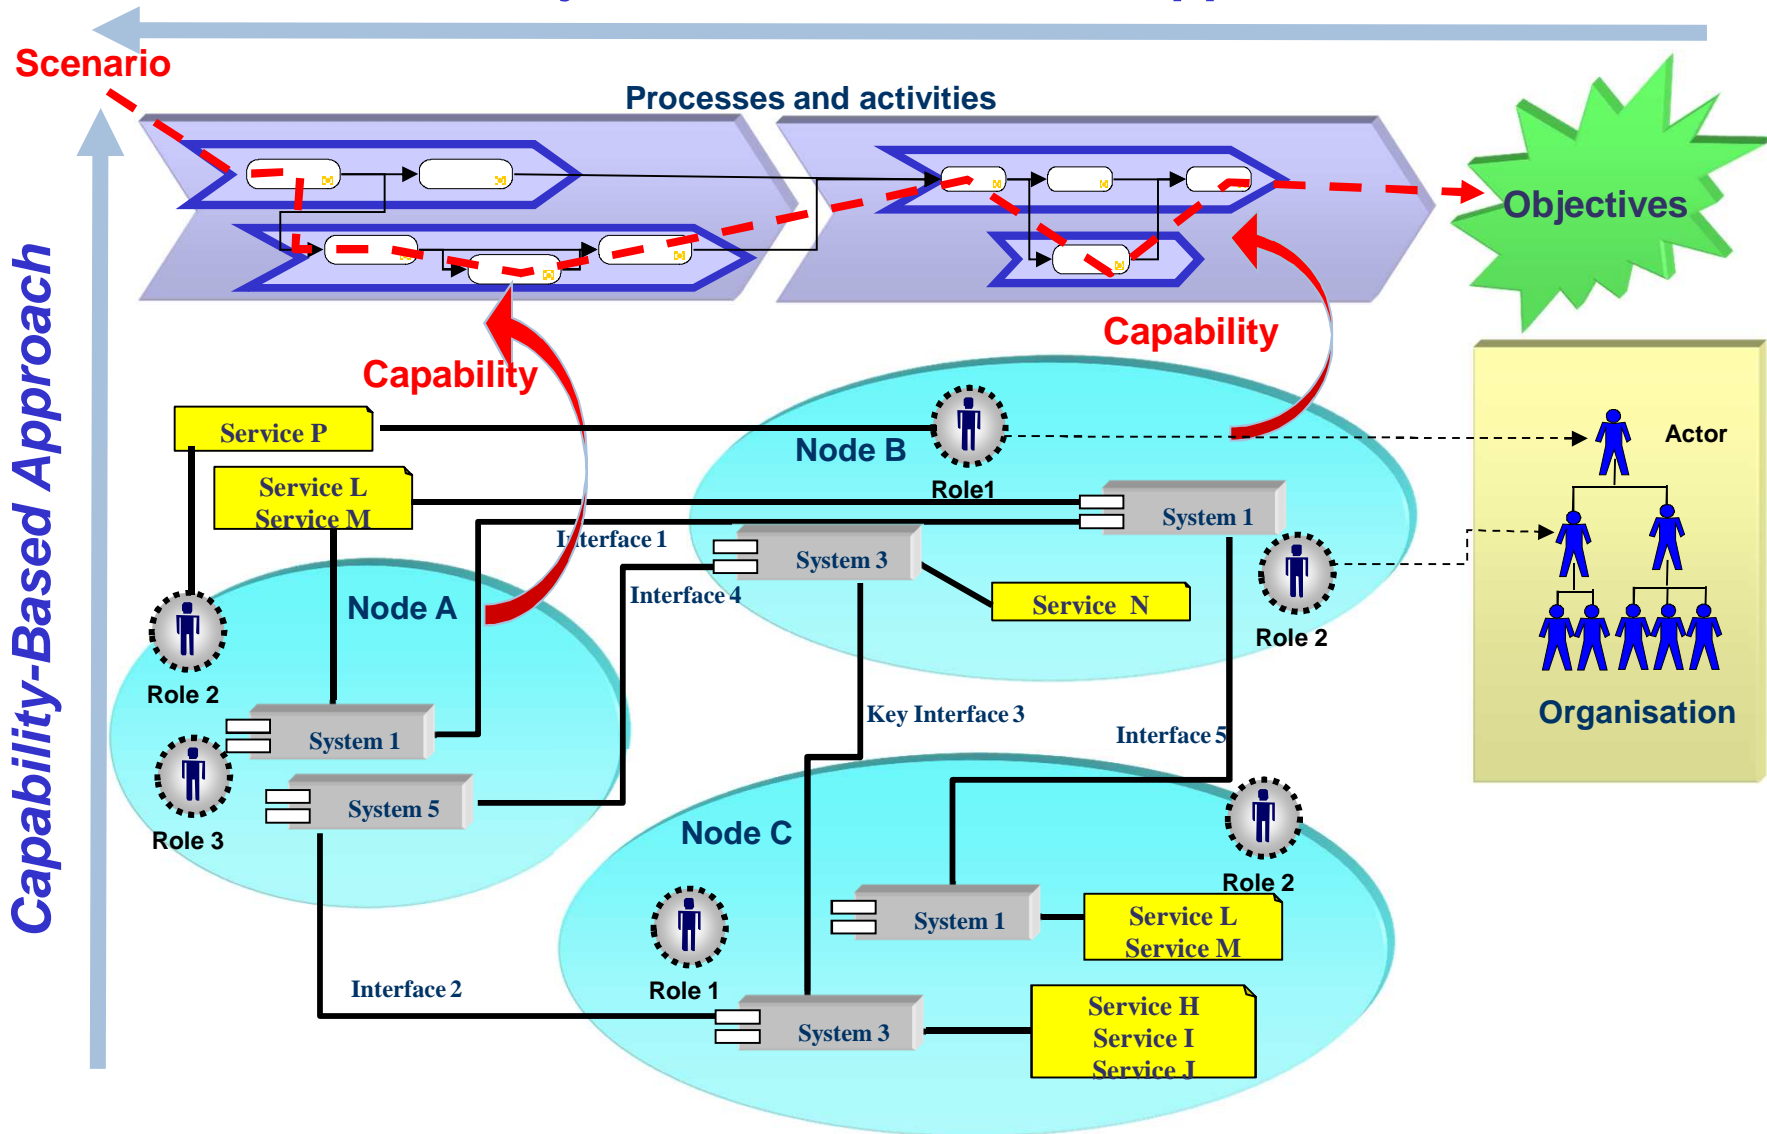 Scenario
Processes and activities
Objectives
Capability-Based Approach
Capability
Capability
Service P
Node B
Actor
Service L
Service M
Role1
System 1
Interface 1
System 3
Node A
Interface 4
Service N
Role 2
Role 2
Key Interface 3
Organisation
System 1
Interface 5
System 5
Role 3
Node C
Role 2
System 1
Service L
Service M
Interface 2
Role 1
System 3
Service H
Service I
Service J